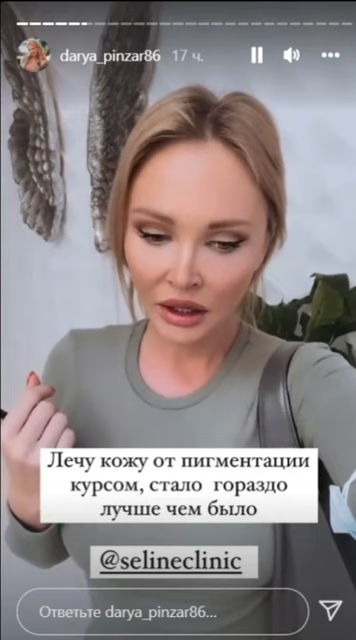 darya_pinzar86 17 ч.
Лечу кожу от пигментации
курсом, стало гораздо
лучше чем было
@selineclinic
Ответьте darya_pinzar86...